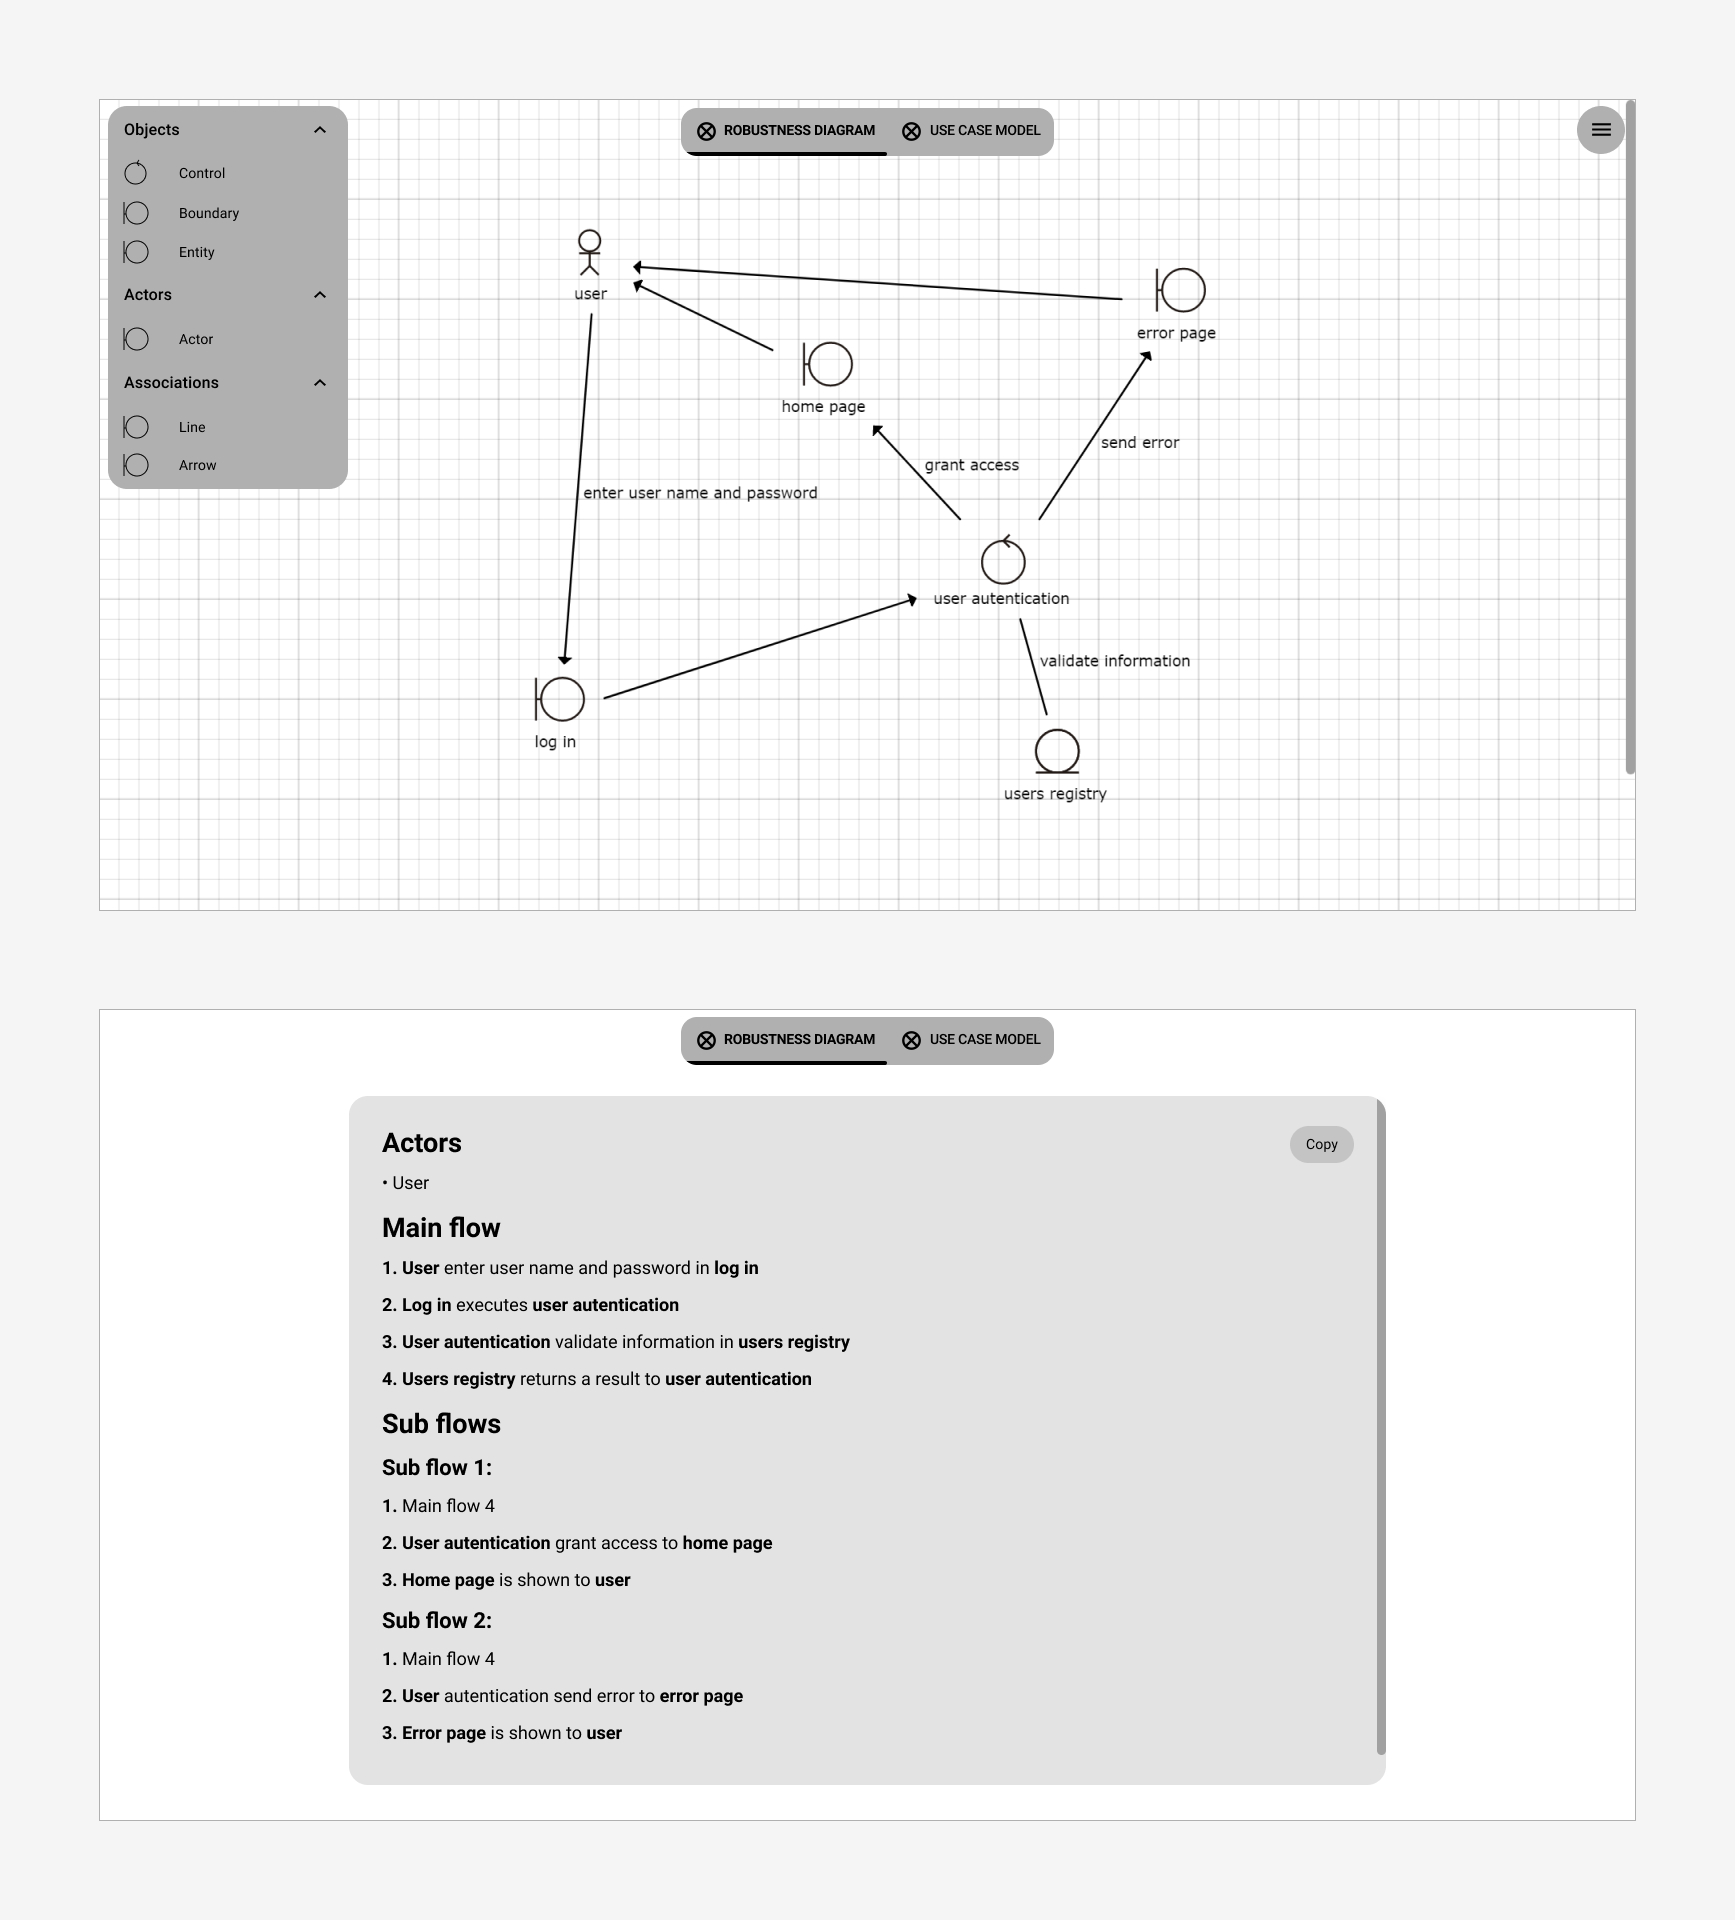 Objects
Control
Boundary
Entity
Actors
Actor
Associations
Line
Arrow
ROBUSTNESS DIAGRAM
USE CASE MODEL
user
error page
home page
send error
grant access
enter user name and password
user autentication
validate information
log in
users registry
ROBUSTNESS DIAGRAM
USE CASE MODEL
Actors
Copy
• User
Main flow
1. User enter user name and password in log in
2. Log in executes user autentication
3. User autentication validate information in users registry
4. Users registry returns a result to user autentication
Sub flows
Sub flow 1:
1. Main flow 4
2. User autentication grant access to home page
3. Home page is shown to user
Sub flow 2:
1. Main flow 4
2. User autentication send error to error page
3. Error page is shown to user